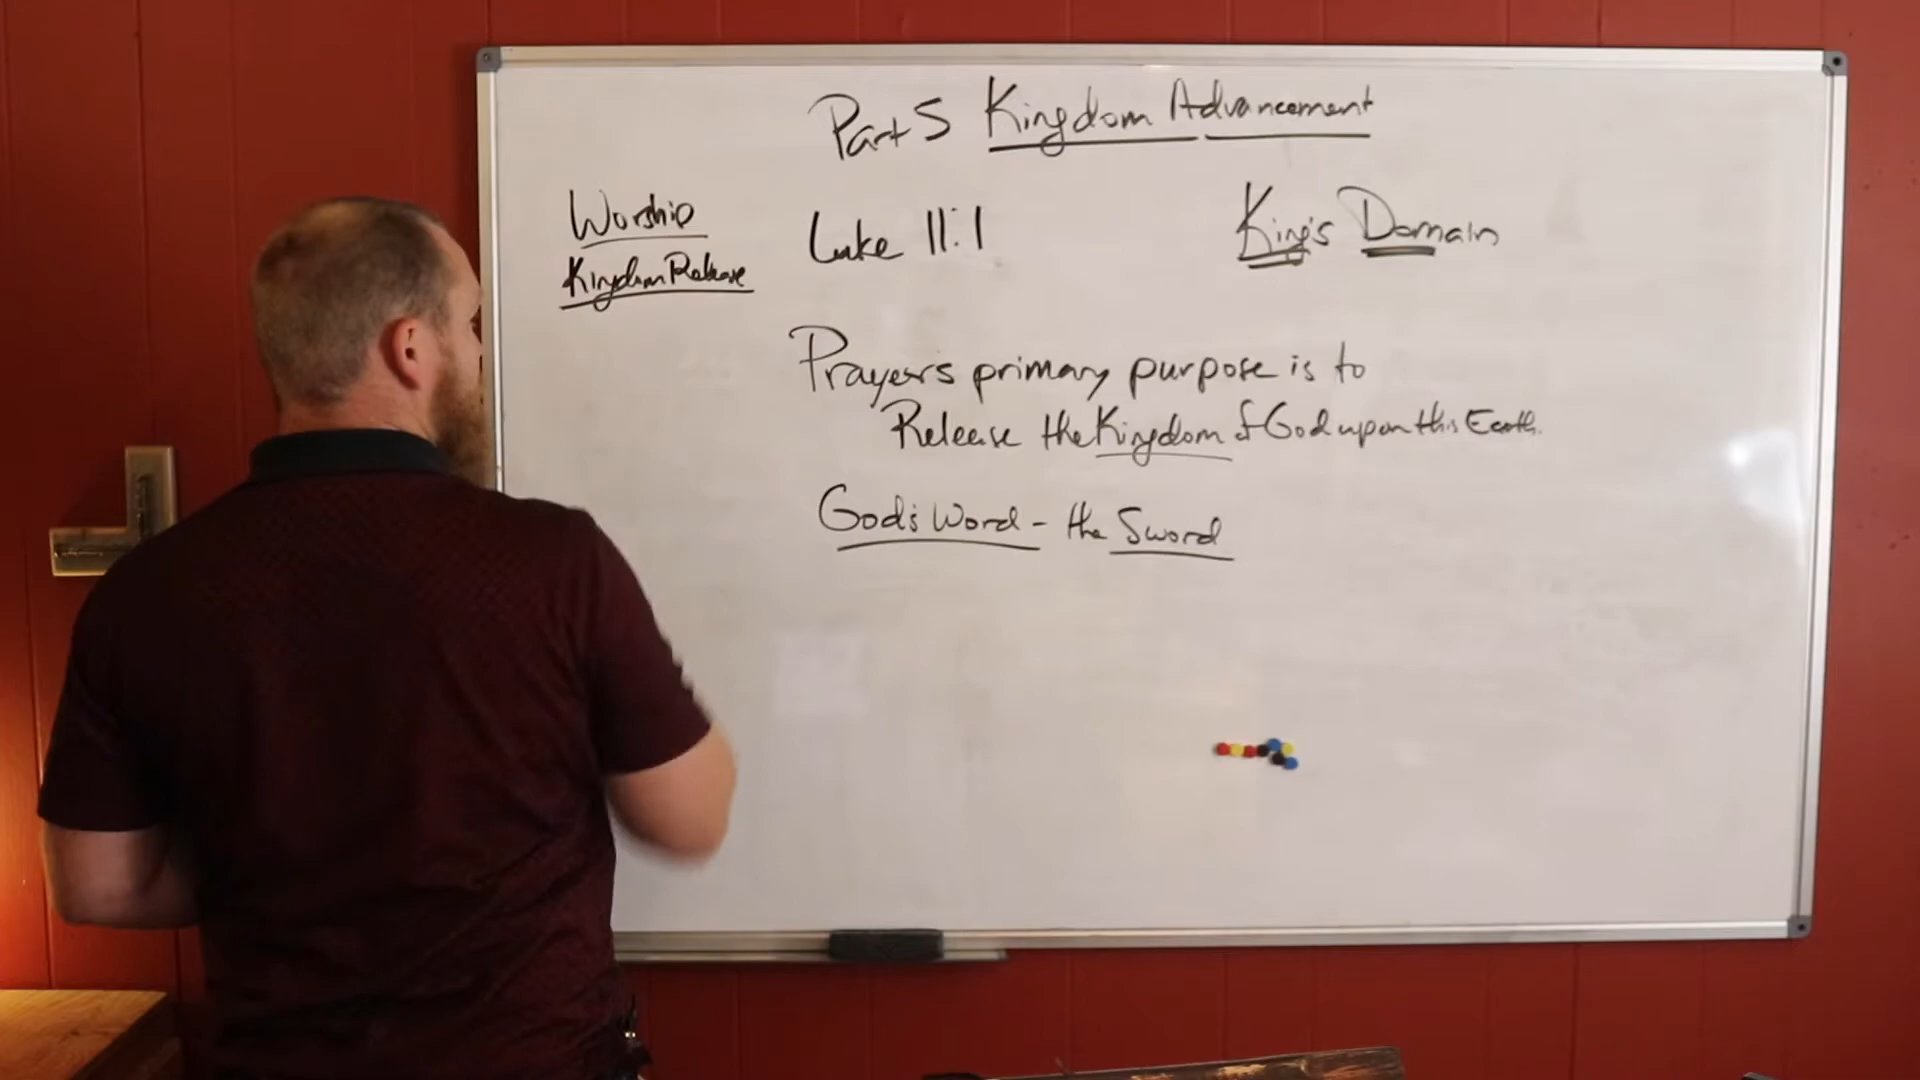 Part 5 Kingdom Advancement
Worship
Kingdom Release
Luke 11:1
King's Domain
Prayers primary purpose is to
Release the Kingdom of God upon this Earth.
God's Word - the Sword